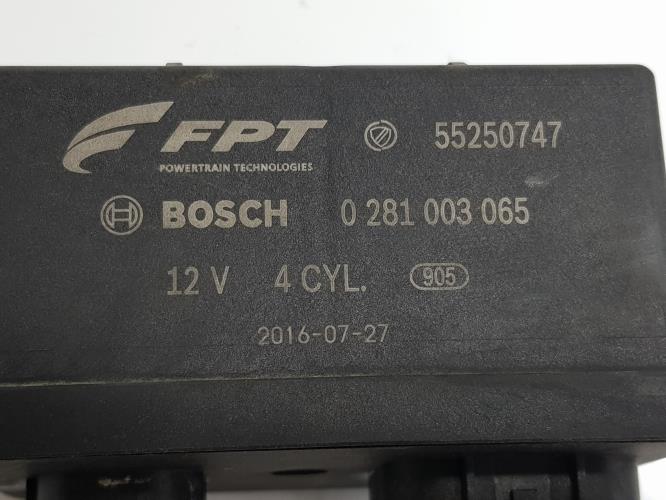 FPT 55250747
POWERTRAIN TECHNOLOGIES
BOSCH 0 281 003 065
12 V 4 CYL. 905
2016-07-27